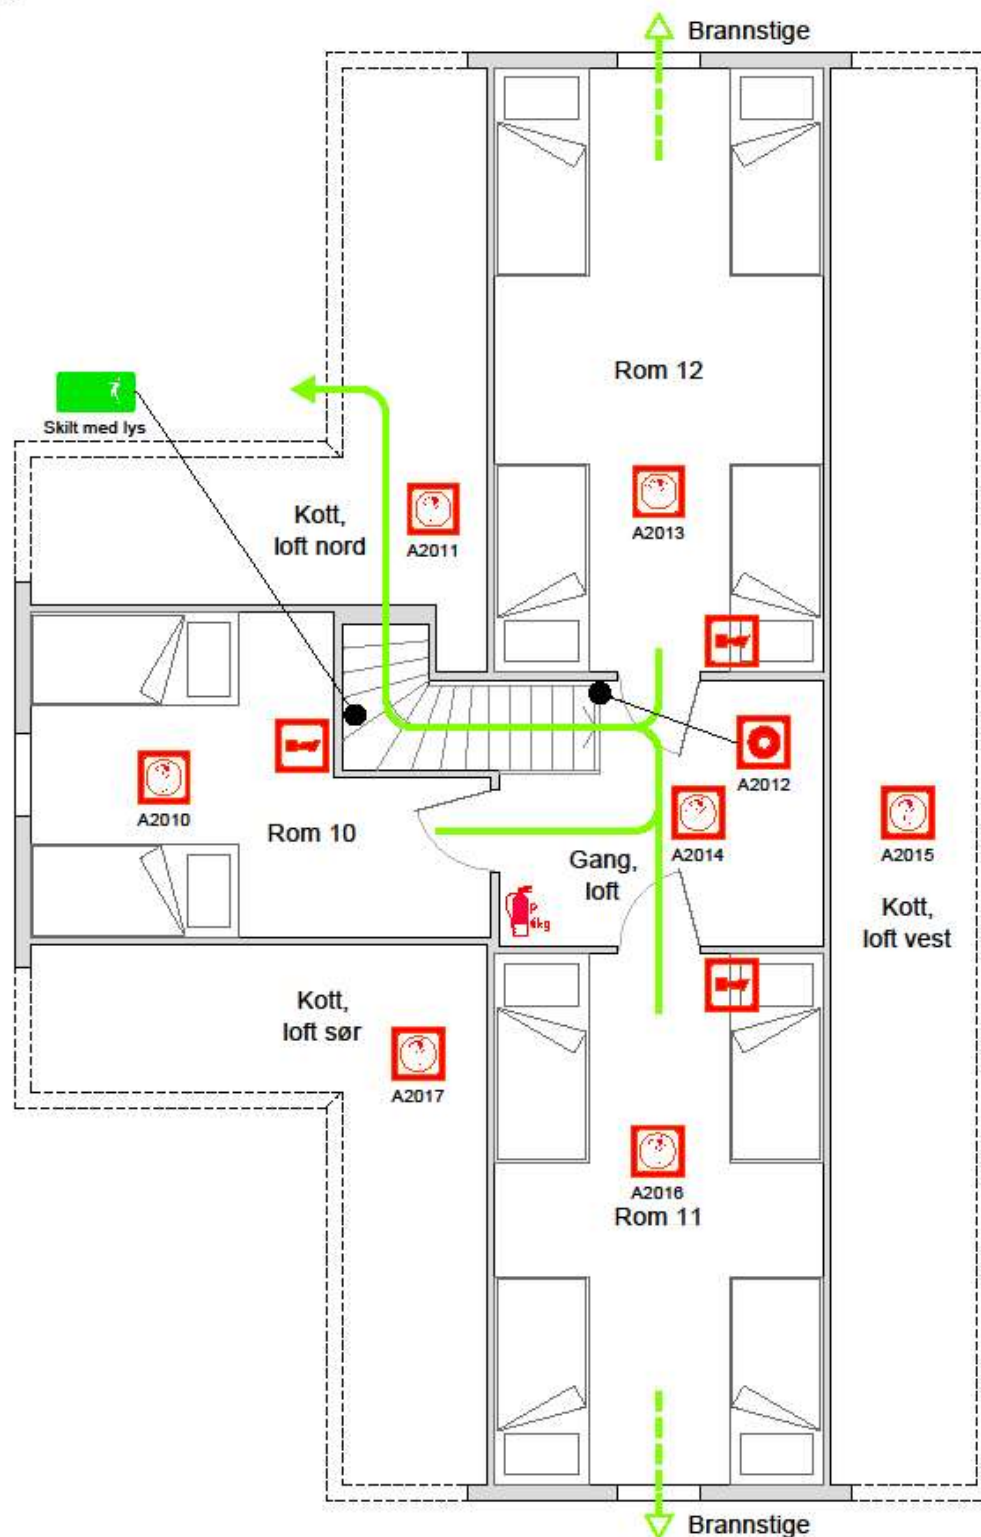 Brannstige
Rom 12
Skilt med lys
Kott,
loft nord
A2011
A2013
A2012
A2010
Rom 10
A2014
A2015
Gang,
loft
P
6kg
Kott,
loft vest
Kott,
loft sør
A2017
A2016
Rom 11
Brannstige